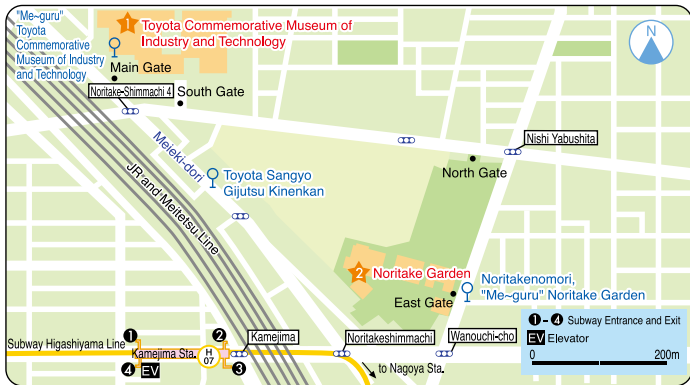 "Me~guru"
Toyota
Commemorative
Museum of Industry
and Technology
1
Toyota Commemorative Museum of
Industry and Technology
N
Main Gate
Noritake-Shimmachi 4
South Gate
Meieki-dori
Nishi Yabushita
North Gate
Toyota Sangyo
Gijutsu Kinenkan
JR and Meitetsu Line
2
Noritake Garden
Noritakenomori,
"Me~guru" Noritake Garden
East Gate
Subway Higashiyama Line
1
2
Kamejima
Noritakeshimmachi
Wanouchi-cho
Kamejima Sta.
H
07
4
EV
3
to Nagoya Sta.
1 - 4 Subway Entrance and Exit
EV Elevator
0 200m